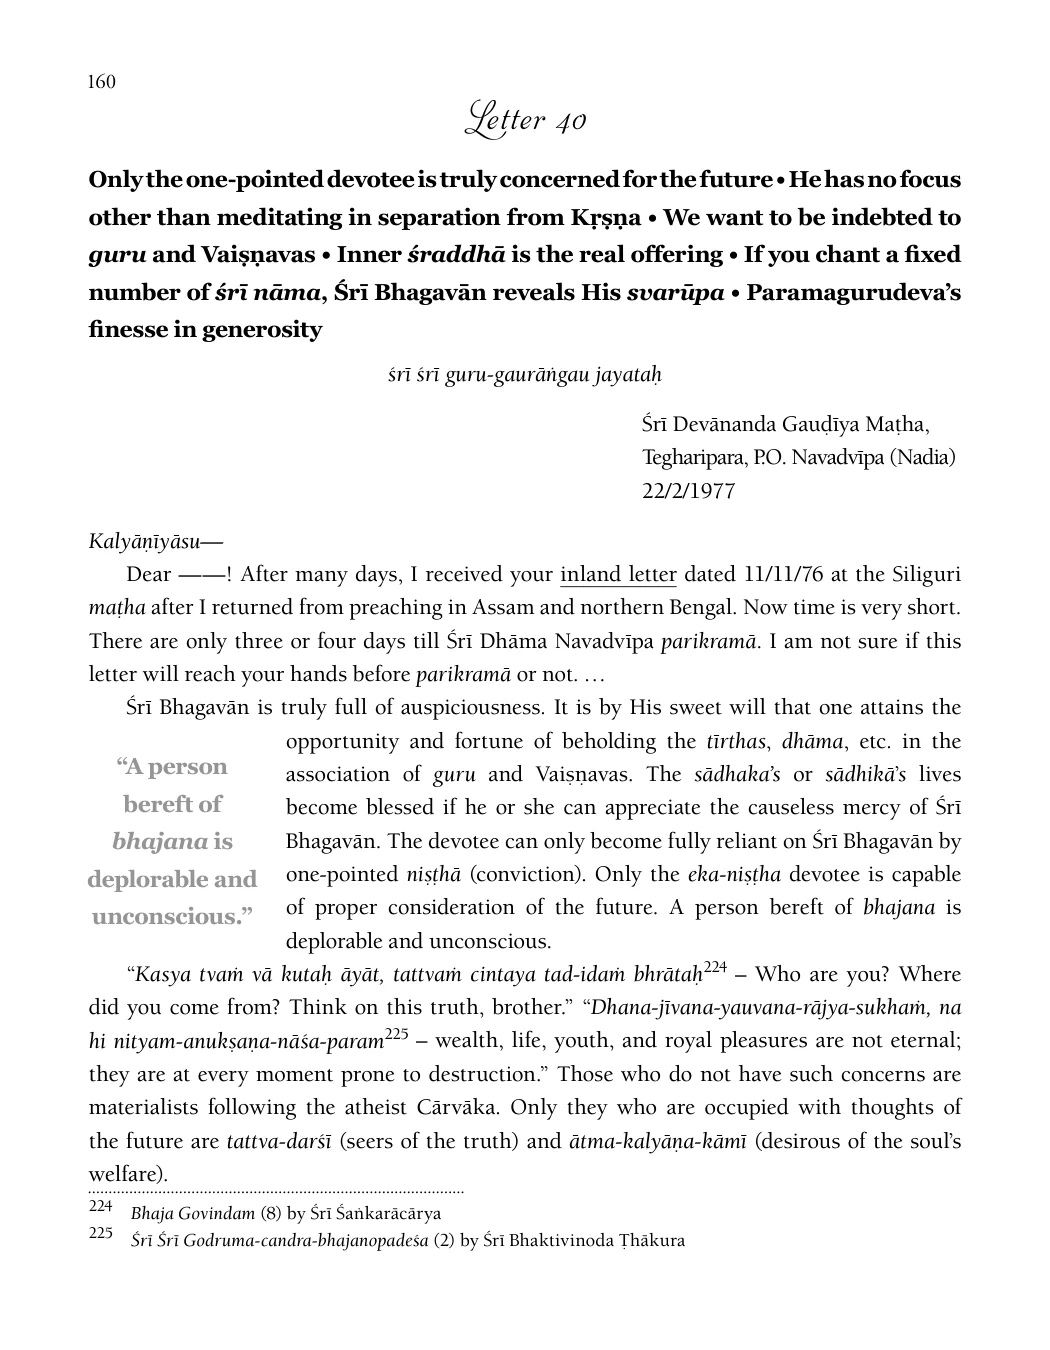 160
Letter 40
Only the one-pointed devotee is truly concerned for the future • He has no focus
other than meditating in separation from Kṛṣṇa • We want to be indebted to
guru and Vaiṣṇavas • Inner śraddhā is the real offering • If you chant a fixed
number of śrī nāma, Śrī Bhagavān reveals His svarūpa • Paramagurudeva’s
finesse in generosity
śrī śrī guru-gaurāṅgau jayataḥ
Śrī Devānanda Gauḍīya Maṭha,
Tegharipara, P.O. Navadvīpa (Nadia)
22/2/1977
Kalyāṇīyāsu—
Dear ——! After many days, I received your inland letter dated 11/11/76 at the Siliguri
maṭha after I returned from preaching in Assam and northern Bengal. Now time is very short.
There are only three or four days till Śrī Dhāma Navadvīpa parikramā. I am not sure if this
letter will reach your hands before parikramā or not. …
Śrī Bhagavān is truly full of auspiciousness. It is by His sweet will that one attains the
opportunity and fortune of beholding the tīrthas, dhāma, etc. in the
association of guru and Vaiṣṇavas. The sādhaka’s or sādhikā’s lives
become blessed if he or she can appreciate the causeless mercy of Śrī
Bhagavān. The devotee can only become fully reliant on Śrī Bhagavān by
one-pointed niṣṭhā (conviction). Only the eka-niṣṭha devotee is capable
of proper consideration of the future. A person bereft of bhajana is
deplorable and unconscious.
“A person
bereft of
bhajana is
deplorable and
unconscious.”
“Kasya tvaṁ vā kutaḥ āyāt, tattvaṁ cintaya tad-idaṁ bhrātaḥ224 – Who are you? Where
did you come from? Think on this truth, brother.” “Dhana-jīvana-yauvana-rājya-sukhaṁ, na
hi nityam-anukṣaṇa-nāśa-param225 – wealth, life, youth, and royal pleasures are not eternal;
they are at every moment prone to destruction.” Those who do not have such concerns are
materialists following the atheist Cārvāka. Only they who are occupied with thoughts of
the future are tattva-darśī (seers of the truth) and ātma-kalyāṇa-kāmī (desirous of the soul’s
welfare).
224 Bhaja Govindam (8) by Śrī Śaṅkarācārya
225 Śrī Śrī Godruma-candra-bhajanopadeśa (2) by Śrī Bhaktivinoda Ṭhākura